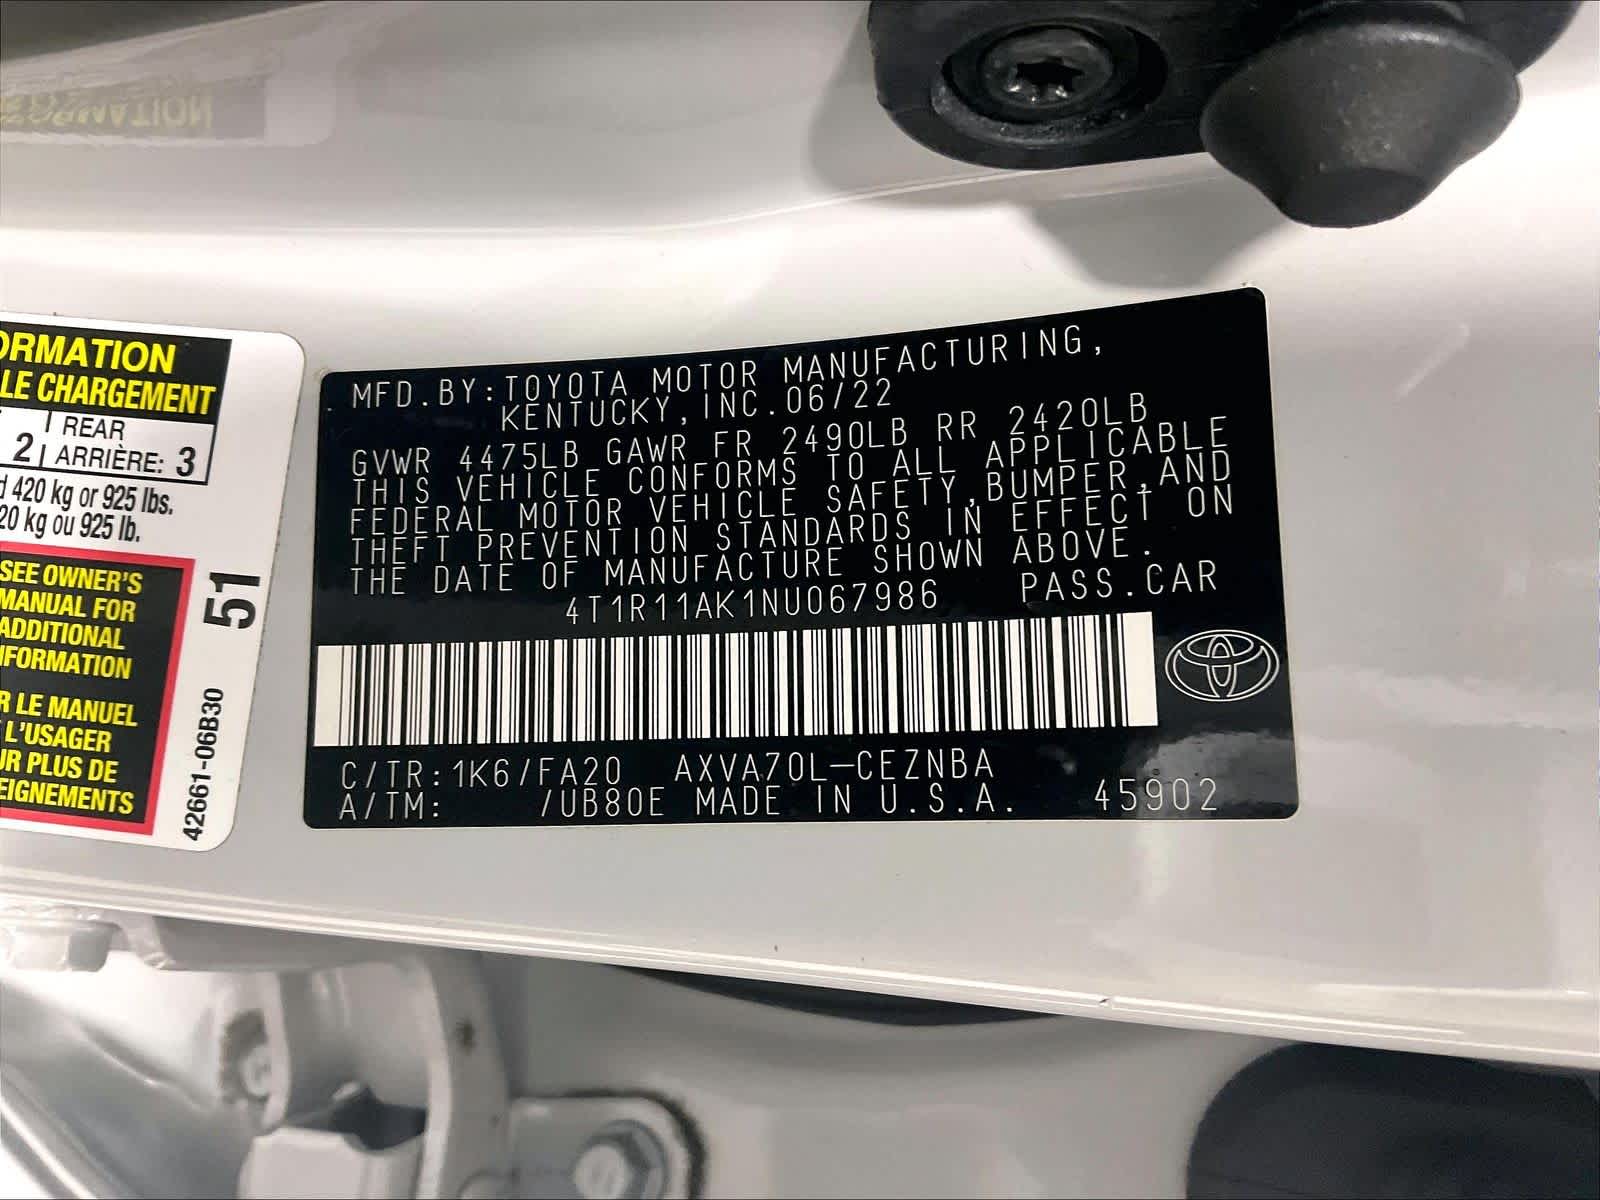 ORMATION
LE CHARGEMENT
2 | REAR
ARRIÈRE: 3
420 kg or 925 lbs.
20 kg ou 925 lb.
SEE OWNER'S
MANUAL FOR
ADDITIONAL
NFORMATION
R LE MANUEL
L'USAGER
UR PLUS DE
EIGNEMENTS
51
42661-06B30
MFD.BY:TOYOTA MOTOR MANUFACTURING,
KENTUCKY,INC.06/22
GVWR 4475LB GAWR FR 2490LB RR 2420LB
THIS VEHICLE CONFORMS TO ALL APPLICABLE
FEDERAL MOTOR VEHICLE SAFETY,BUMPER,AND
THEFT PREVENTION STANDARDS IN EFFECT ON
THE DATE OF MANUFACTURE SHOWN ABOVE.
4T1R11AK1NU067986 PASS.CAR
C/TR:1K6/FA20 AXVA70L-CEZNBA
A/TM: /UB80E MADE IN U.S.A. 45902